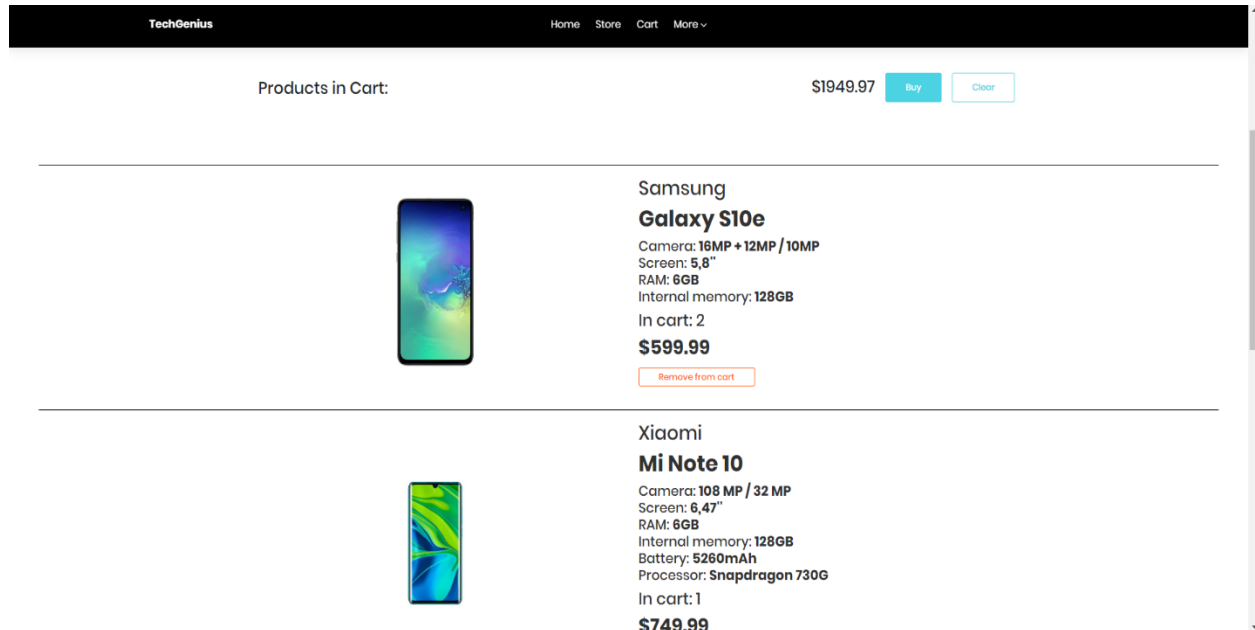 TechGenius Home Store Cart More
Products in Cart: $1949.97 Buy Clear
Samsung
Galaxy S10e
Camera: 16MP + 12MP / 10MP
Screen: 5,8''
RAM: 6GB
Internal memory: 128GB
In cart: 2
$599.99
Remove from cart
Xiaomi
Mi Note 10
Camera: 108 MP / 32 MP
Screen: 6,47''
RAM: 6GB
Internal memory: 128GB
Battery: 5260mAh
Processor: Snapdragon 730G
In cart: 1
$749.99